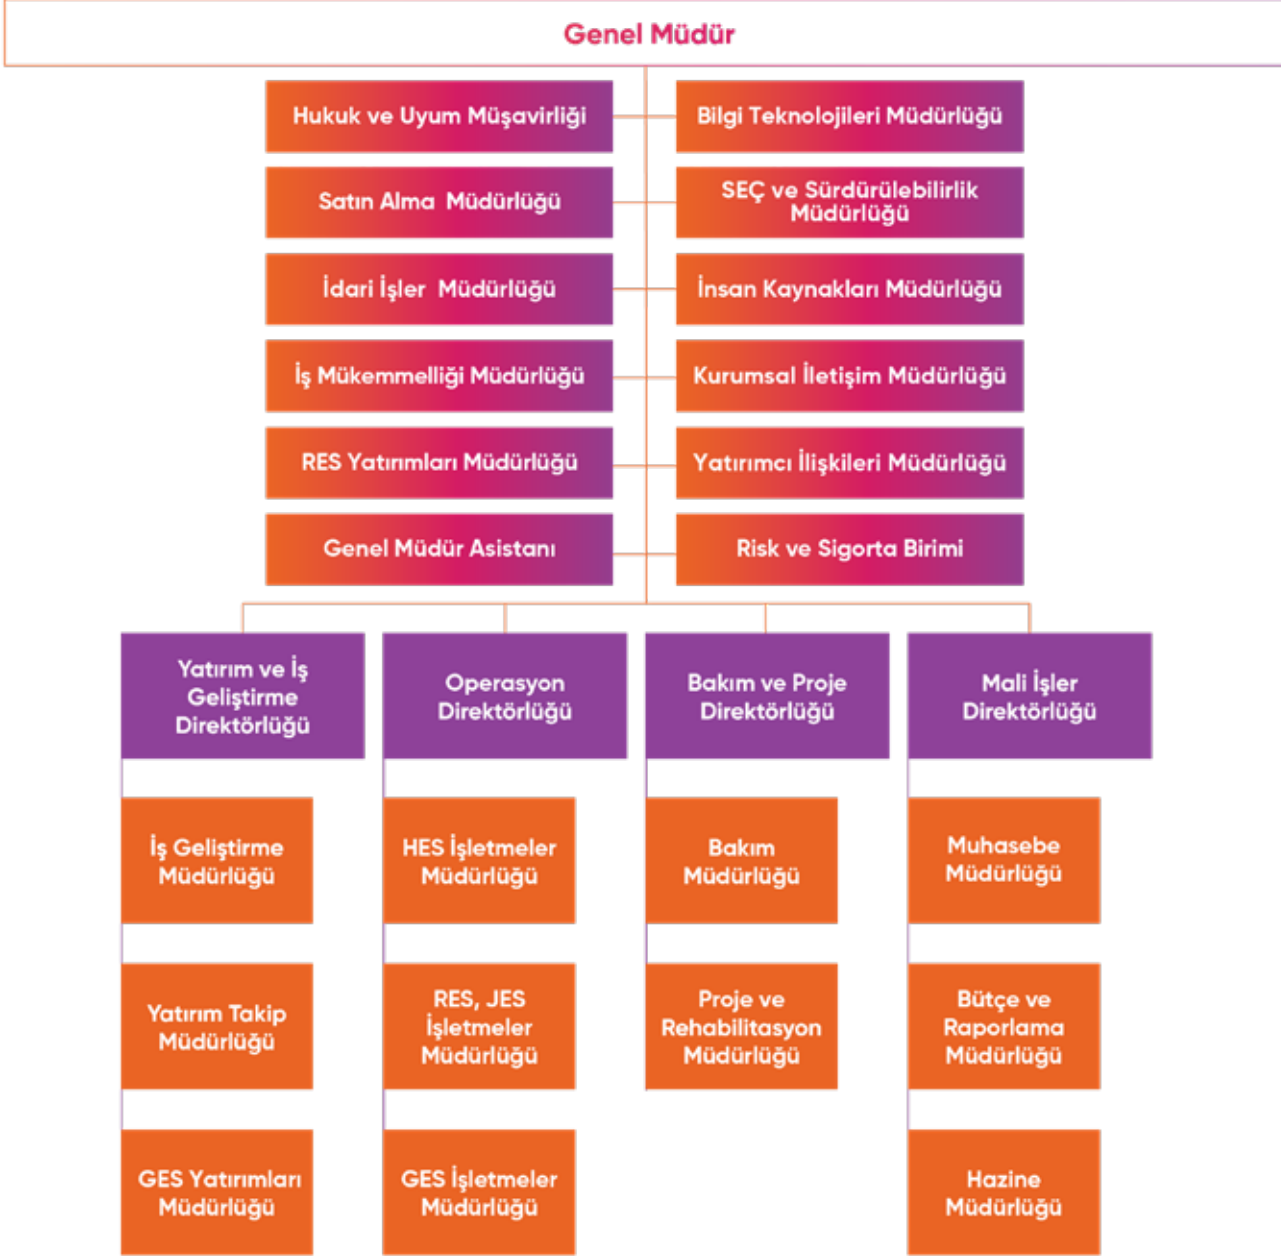 Genel Müdür
Hukuk ve Uyum Müşavirliği
Bilgi Teknolojileri Müdürlüğü
Satın Alma Müdürlüğü
SEÇ ve Sürdürülebilirlik
Müdürlüğü
İdari İşler Müdürlüğü
İnsan Kaynakları Müdürlüğü
İş Mükemmelliği Müdürlüğü
Kurumsal İletişim Müdürlüğü
RES Yatırımları Müdürlüğü
Yatırımcı İlişkileri Müdürlüğü
Genel Müdür Asistanı
Risk ve Sigorta Birimi
Yatırım ve İş
Geliştirme
Direktörlüğü
Operasyon
Direktörlüğü
Bakım ve Proje
Direktörlüğü
Mali İşler
Direktörlüğü
İş Geliştirme
Müdürlüğü
HES İşletmeler
Müdürlüğü
Bakım
Müdürlüğü
Muhasebe
Müdürlüğü
Yatırım Takip
Müdürlüğü
RES, JES
İşletmeler
Müdürlüğü
Proje ve
Rehabilitasyon
Müdürlüğü
Bütçe ve
Raporlama
Müdürlüğü
GES Yatırımları
Müdürlüğü
GES İşletmeler
Müdürlüğü
Hazine
Müdürlüğü